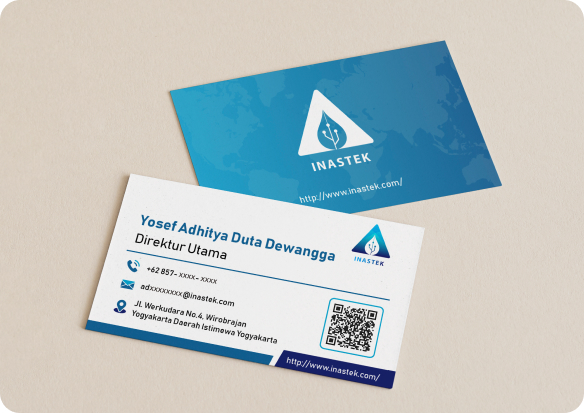 INASTEK
http://www.inastek.com/
Yosef Adhitya Duta Dewangga
Direktur Utama
INASTEK
+62 857- xxxx- xxxx
adxxxxxxxx@inastek.com
JL. Werkudara No.4, Wirobrajan
Yogyakarta Daerah Istimewa Yogyakarta
http://www.inastek.com/